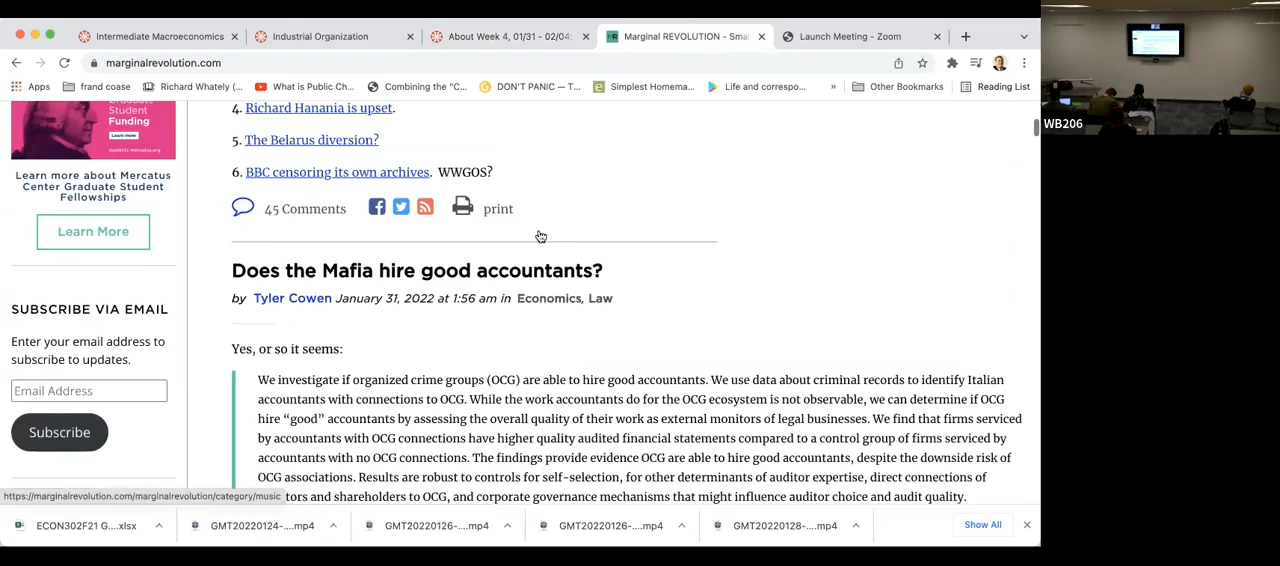 Intermediate Macroeconomics
Industrial Organization
About Week 4, 01/31 - 02/04
Marginal REVOLUTION - Sma
Launch Meeting - Zoom
marginalrevolution.com
Apps
frand coase
Richard Whately (...
What is Public Ch...
Combining the "C...
DON'T PANIC — T...
Simplest Homema...
Life and correspo...
»
Other Bookmarks
Reading List
Graduate
Student
Funding
Learn more
students.mercatus.org
Learn more about Mercatus
Center Graduate Student
Fellowships
Learn More
SUBSCRIBE VIA EMAIL
Enter your email address to
subscribe to updates.
Email Address
Subscribe
4. Richard Hanania is upset.
5. The Belarus diversion?
6. BBC censoring its own archives. WWGOS?
45 Comments
print
Does the Mafia hire good accountants?
by Tyler Cowen January 31, 2022 at 1:56 am in Economics, Law
Yes, or so it seems:
We investigate if organized crime groups (OCG) are able to hire good accountants. We use data about criminal records to identify Italian
accountants with connections to OCG. While the work accountants do for the OCG ecosystem is not observable, we can determine if OCG
hire “good” accountants by assessing the overall quality of their work as external monitors of legal businesses. We find that firms serviced
by accountants with OCG connections have higher quality audited financial statements compared to a control group of firms serviced by
accountants with no OCG connections. The findings provide evidence OCG are able to hire good accountants, despite the downside risk of
OCG associations. Results are robust to controls for self-selection, for other determinants of auditor expertise, direct connections of
tors and shareholders to OCG, and corporate governance mechanisms that might influence auditor choice and audit quality.
https://marginalrevolution.com/marginalrevolution/category/music
ECON302F21 G....xlsx
GMT20220124-....mp4
GMT20220126-....mp4
GMT20220126-....mp4
GMT20220128-....mp4
Show All
WB206